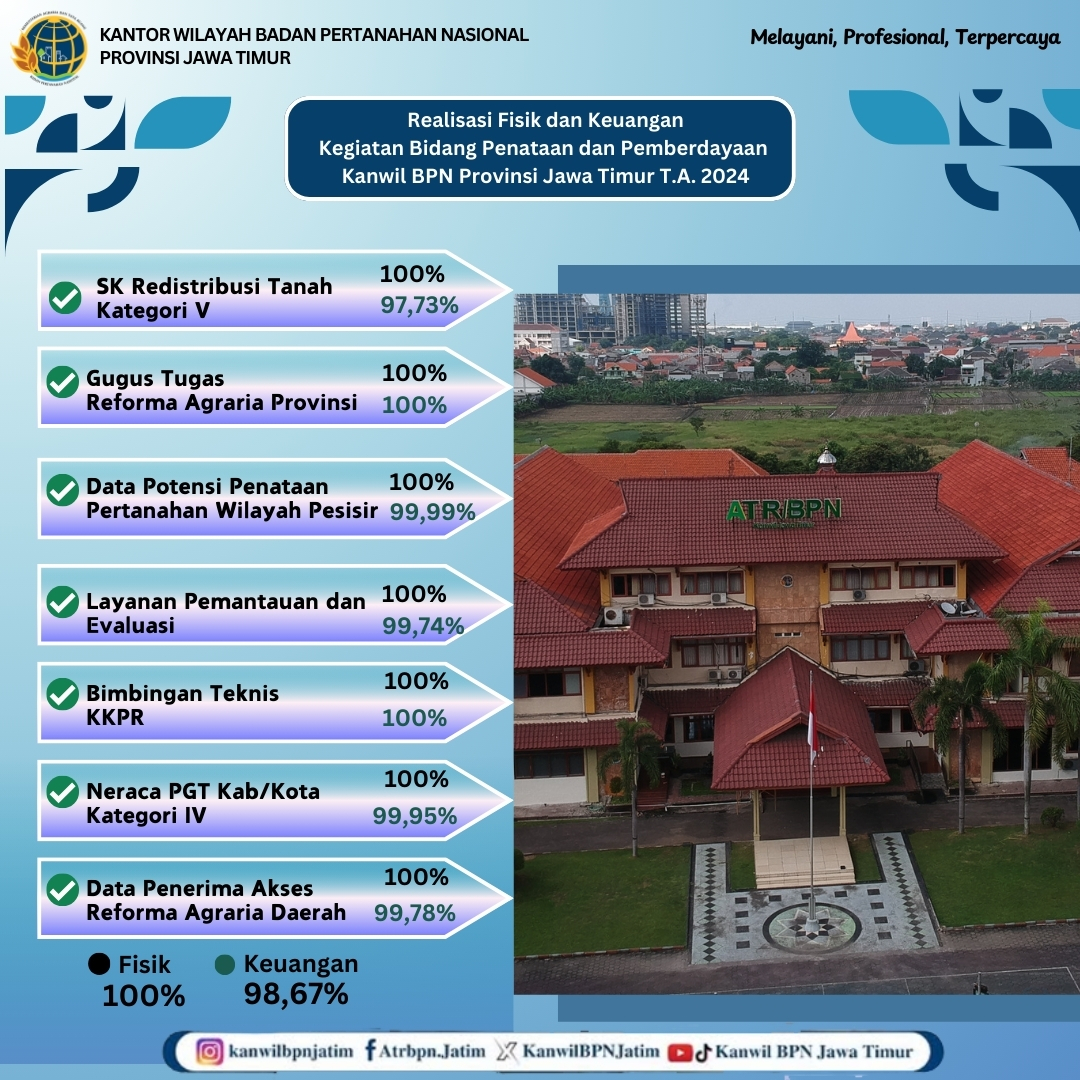 KANTOR WILAYAH BADAN PERTANAHAN NASIONAL
PROVINSI JAWA TIMUR
Melayani, Profesional, Terpercaya
Realisasi Fisik dan Keuangan
Kegiatan Bidang Penataan dan Pemberdayaan
Kanwil BPN Provinsi Jawa Timur T.A. 2024
SK Redistribusi Tanah
Kategori V
100%
97,73%
Gugus Tugas
Reforma Agraria Provinsi
100%
100%
Data Potensi Penataan
Pertanahan Wilayah Pesisir
100%
99,99%
Layanan Pemantauan dan
Evaluasi
100%
99,74%
Bimbingan Teknis
KKPR
100%
100%
Neraca PGT Kab/Kota
Kategori IV
100%
99,95%
Data Penerima Akses
Reforma Agraria Daerah
100%
99,78%
Fisik
100%
Keuangan
98,67%
ATR/BPN
kanwilbpnjatim Atrbpn.Jatim KanwilBPNJatim Kanwil BPN Jawa Timur